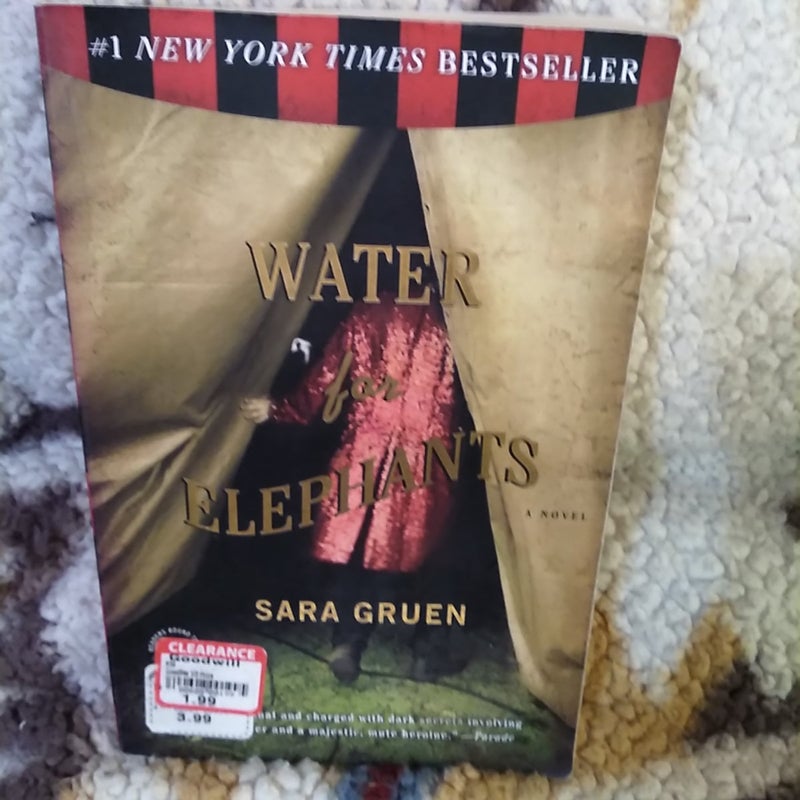 #1 NEW YORK TIMES BESTSELLER
WATER
for
ELEPHANTS
A NOVEL
SARA GRUEN
CLEARANCE
Goodwill
1.99
3.99
and charged with dark secrets involving
and a majestic, mute heroine." —Parade